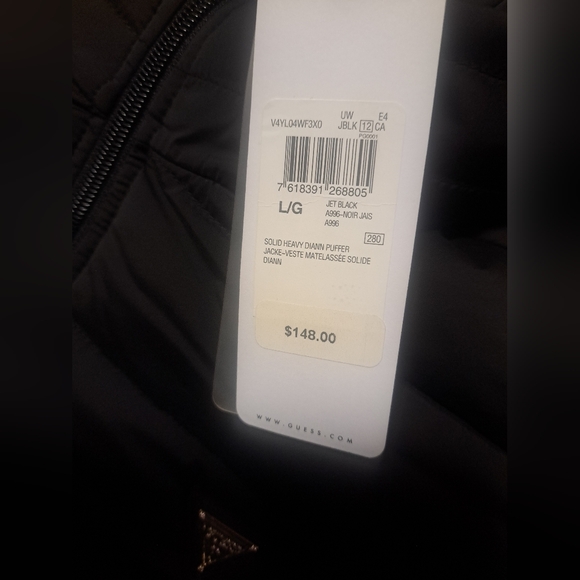 UW E4
V4YL04WF3X0 JBLK 12 CA
PG0001
7 618391 268805
L/G JET BLACK
A996-NOIR JAIS
A996
280
SOLID HEAVY DIANN PUFFER
JACKE-VESTE MATELASSÉE SOLIDE
DIANN
$148.00
WWW.GUESS.COM